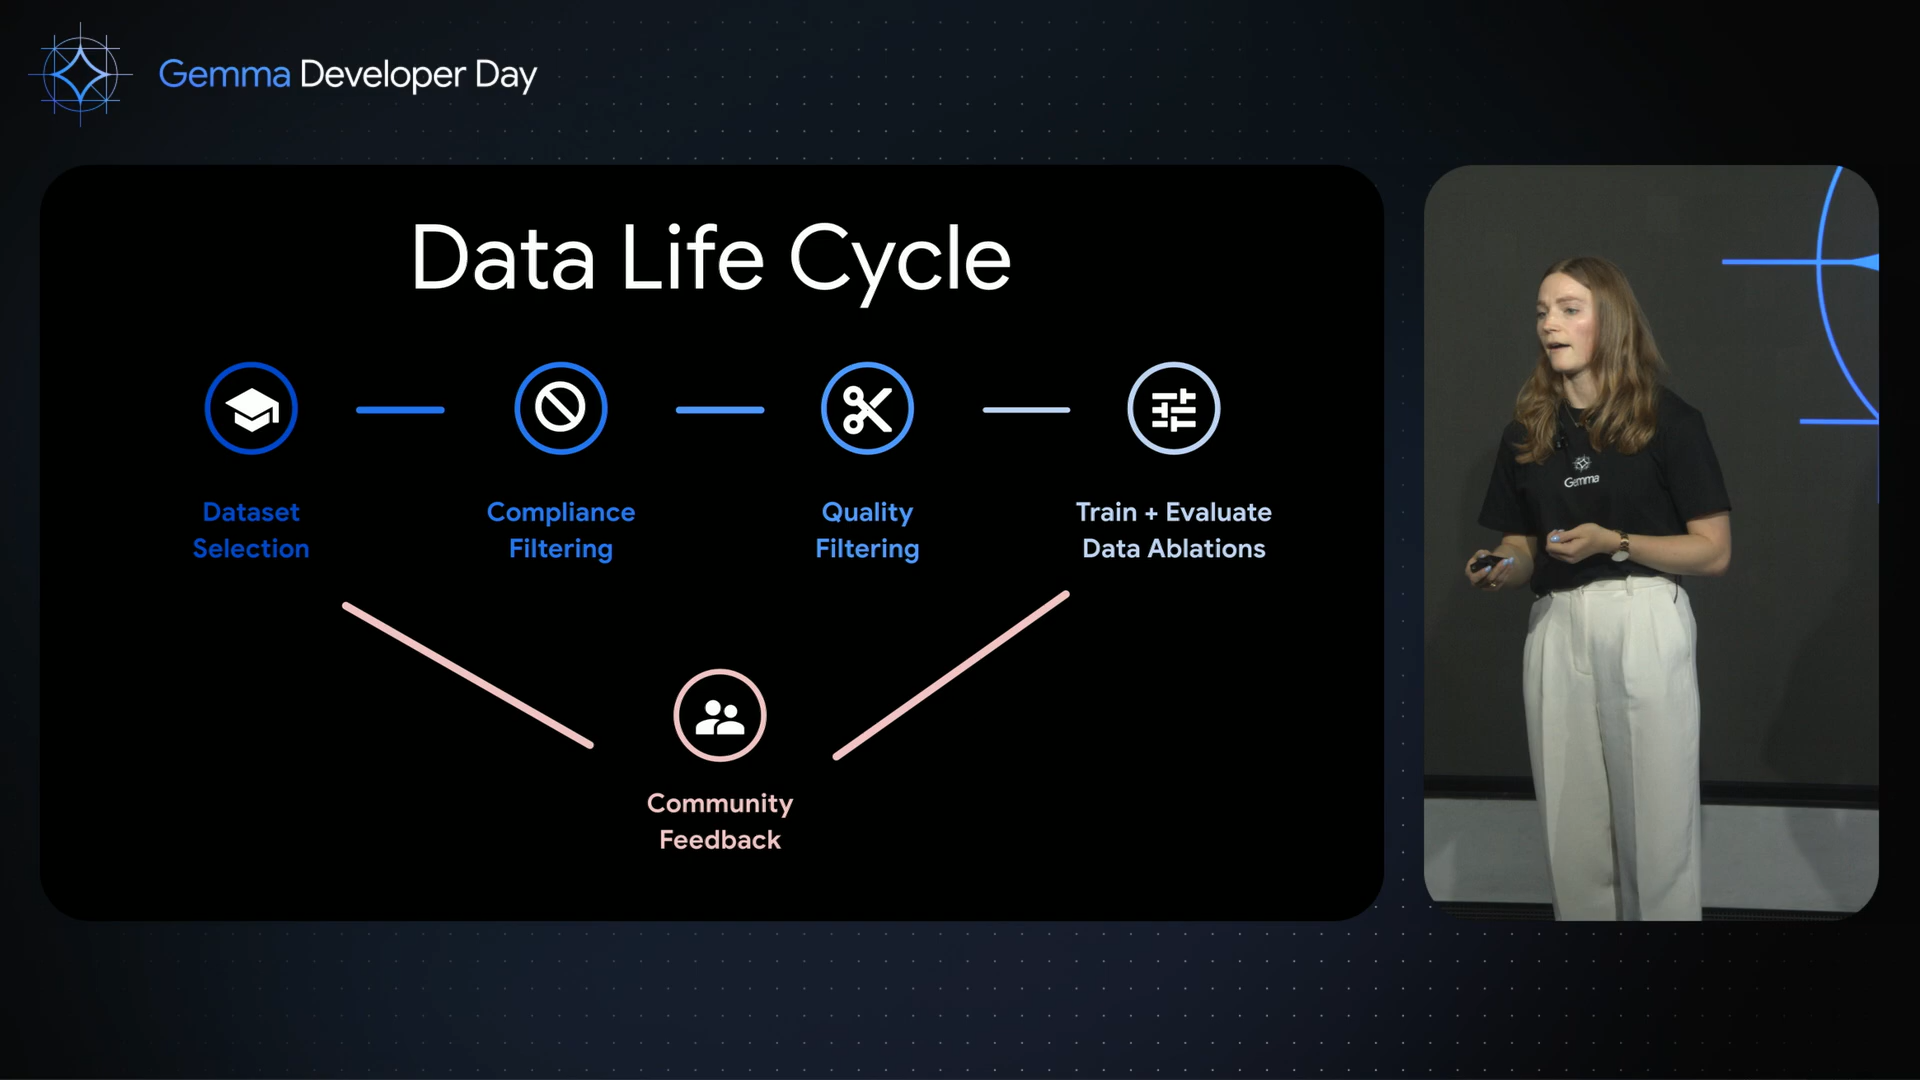 Gemma Developer Day
Data Life Cycle
Dataset
Selection
Compliance
Filtering
Quality
Filtering
Train + Evaluate
Data Ablations
Community
Feedback
Gemma